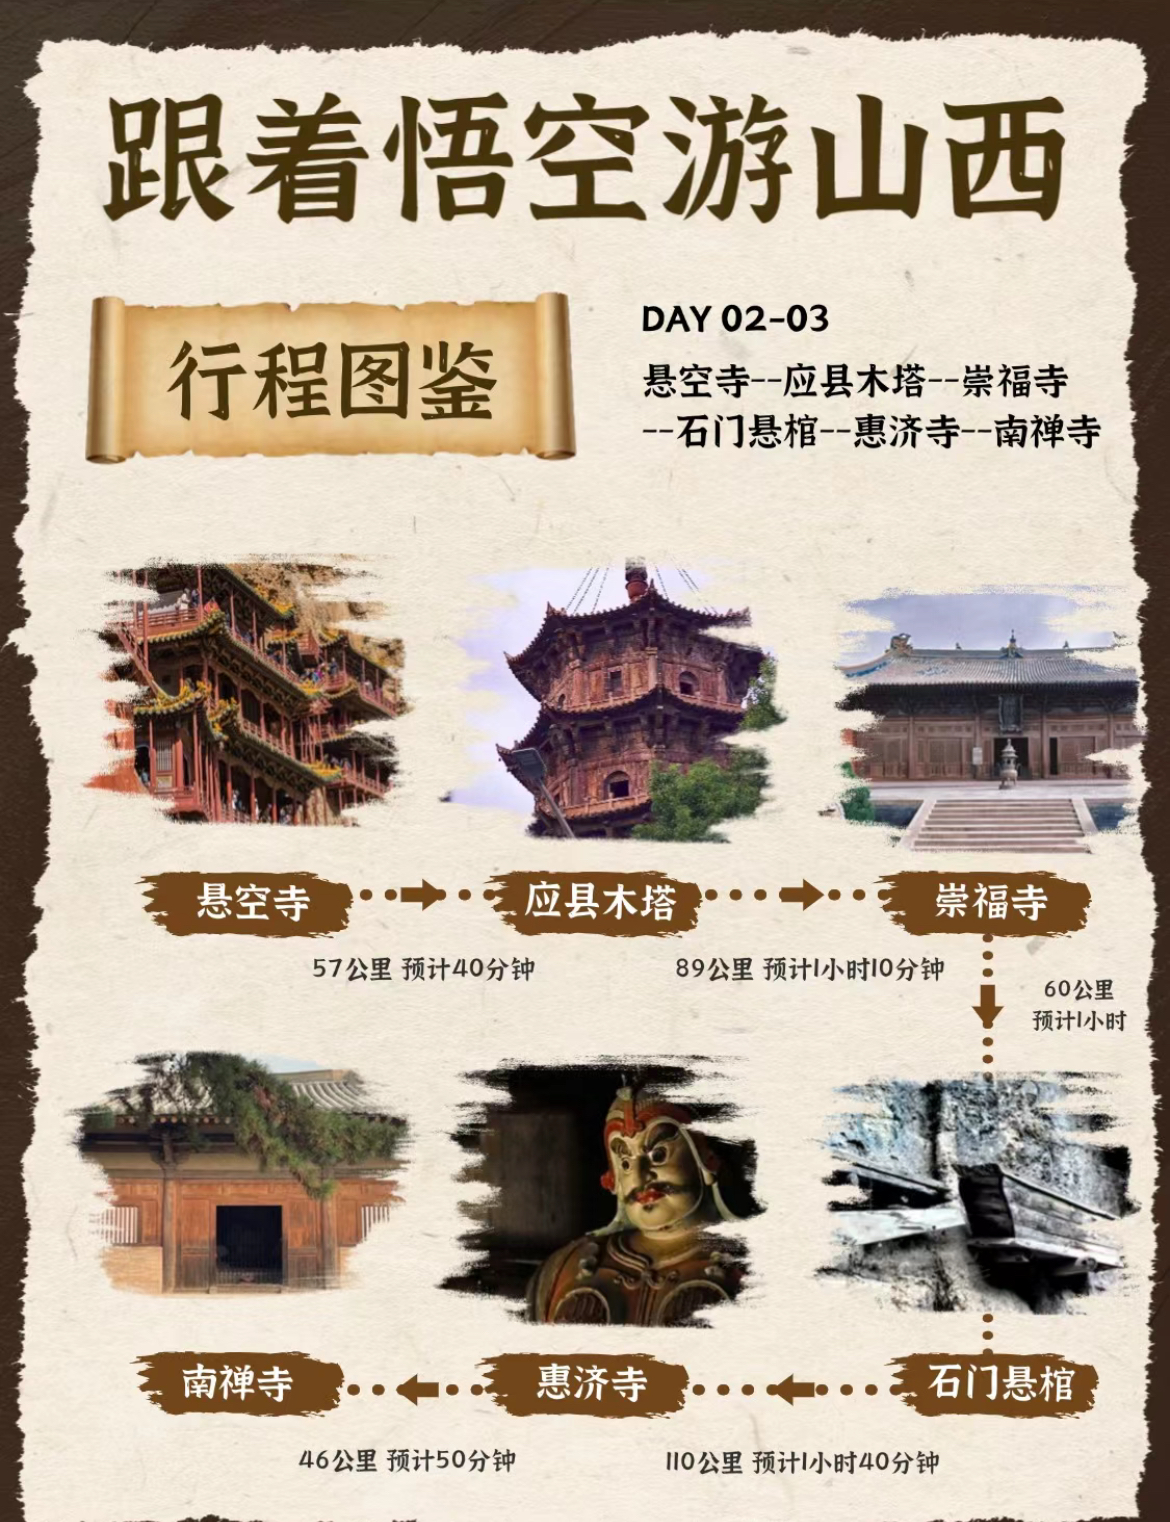 跟着悟空游山西
行程图鉴
DAY 02-03
悬空寺--应县木塔--崇福寺
--石门悬棺--惠济寺--南禅寺
悬空寺
应县木塔
崇福寺
57公里 预计40分钟
89公里 预计1小时10分钟
60公里
预计1小时
南禅寺
惠济寺
石门悬棺
46公里 预计50分钟
110公里 预计1小时40分钟